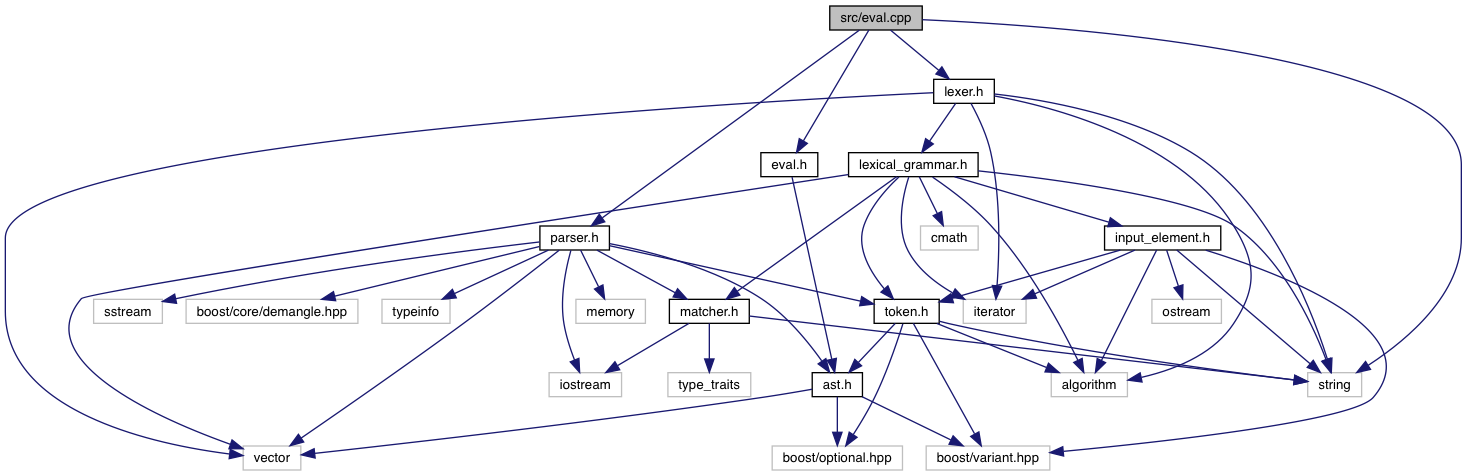 src/eval.cpp
lexer.h
eval.h
lexical_grammar.h
parser.h
cmath
input_element.h
sstream
boost/core/demangle.hpp
typeinfo
memory
matcher.h
token.h
iterator
ostream
iostream
type_traits
ast.h
algorithm
string
vector
boost/optional.hpp
boost/variant.hpp